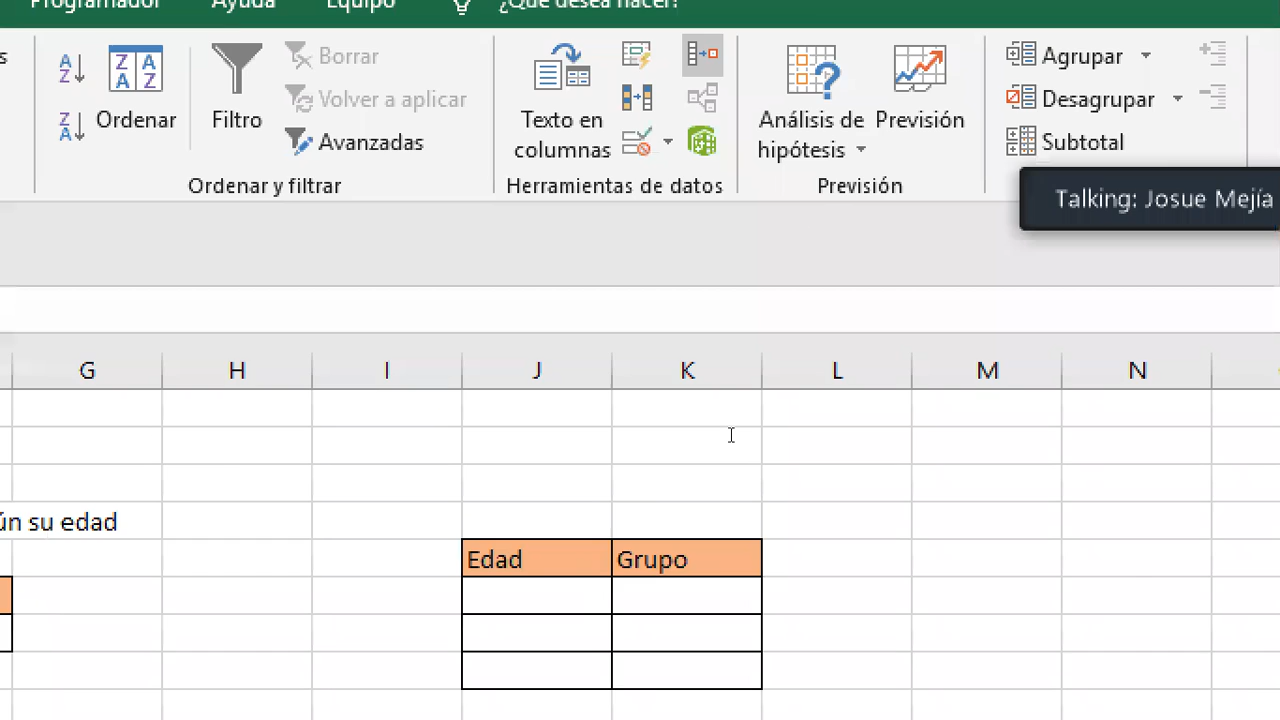 Programador Ayuda Equipo ¿Qué desea hacer?
Ordenar
Filtro
Borrar
Volver a aplicar
Avanzadas
Ordenar y filtrar
Texto en
columnas
Herramientas de datos
Análisis de
hipótesis
Previsión
Previsión
Agrupar
Desagrupar
Subtotal
Talking: Josue Mejía
G H I J K L M N
su edad
Edad Grupo